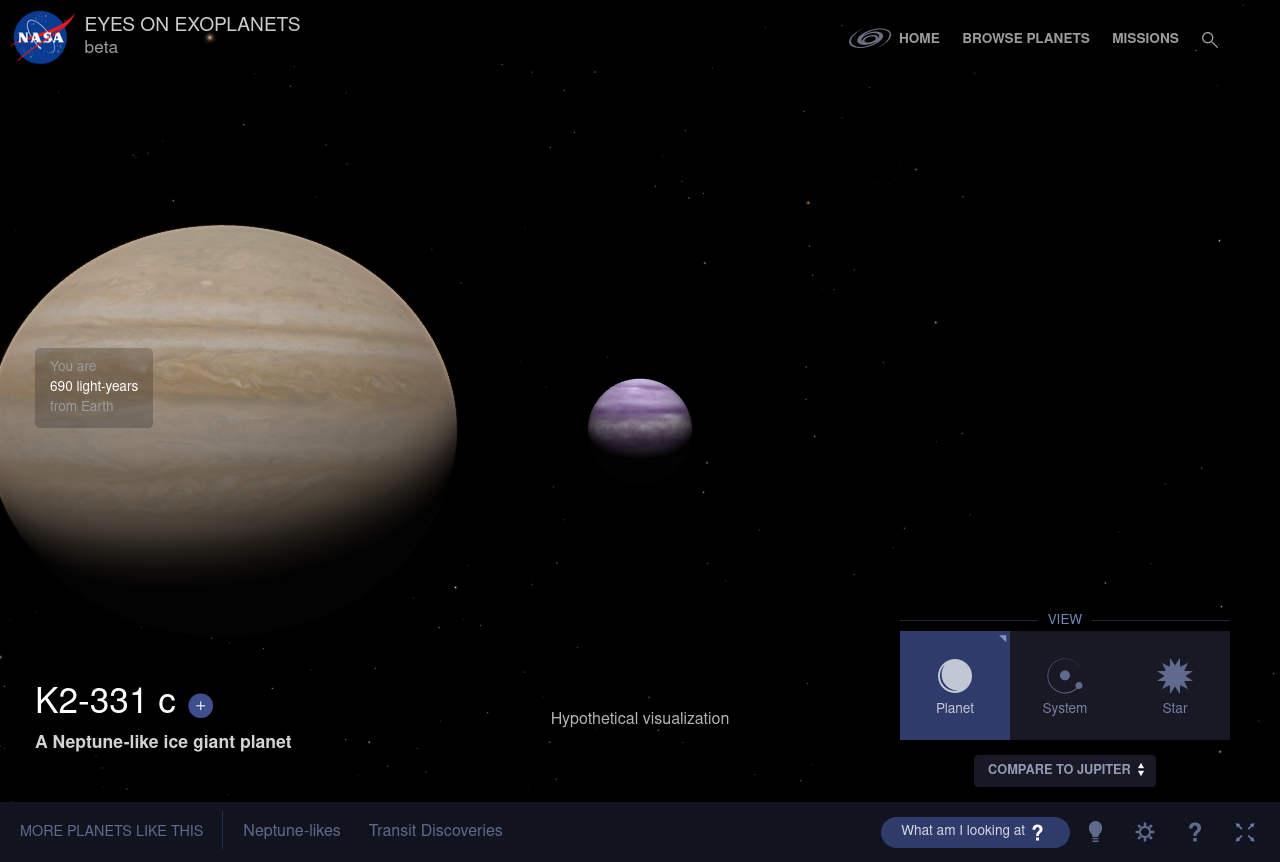 NASA
EYES ON EXOPLANETS
beta
HOME
BROWSE PLANETS
MISSIONS
You are
690 light-years
from Earth
K2-331 c +
A Neptune-like ice giant planet
Hypothetical visualization
VIEW
Planet
System
Star
COMPARE TO JUPITER
MORE PLANETS LIKE THIS
Neptune-likes
Transit Discoveries
What am I looking at ?
?